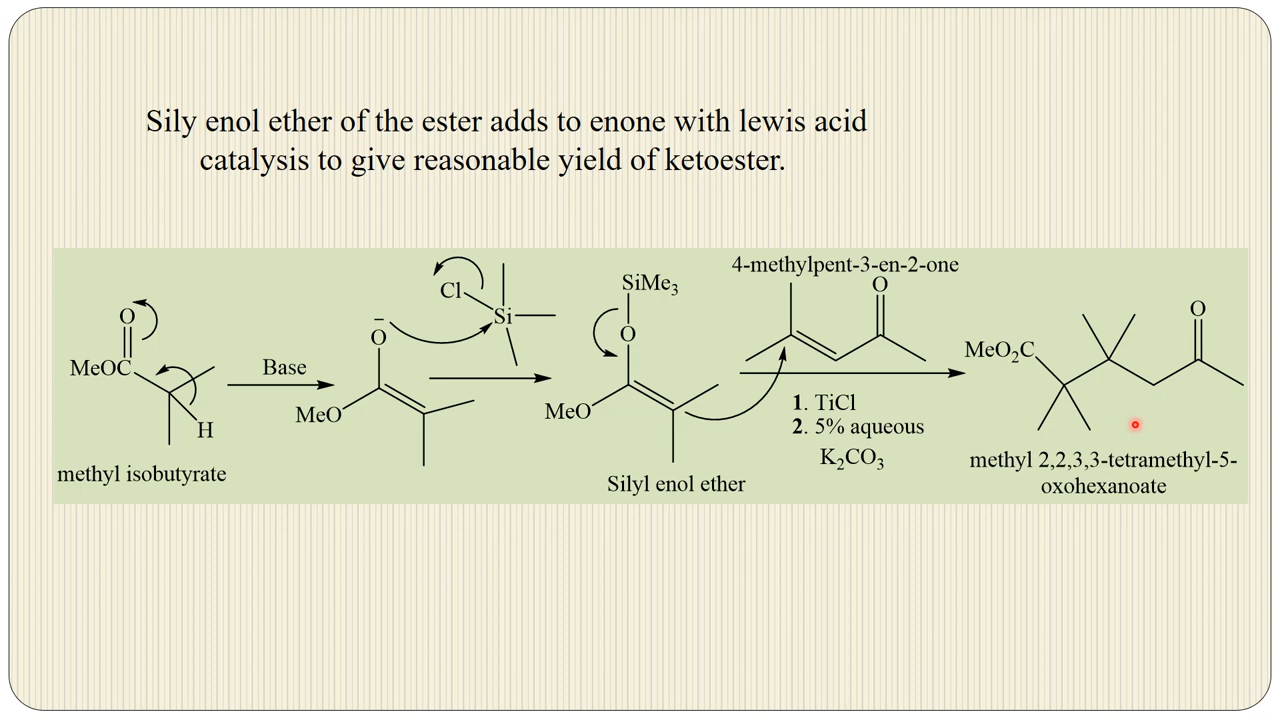 Sily enol ether of the ester adds to enone with lewis acid
catalysis to give reasonable yield of ketoester.
4-methylpent-3-en-2-one
O
MeOC
H
methyl isobutyrate
Base
O
–
MeO
Cl
Si
SiMe₃
O
MeO
Silyl enol ether
O
1. TiCl
2. 5% aqueous
K₂CO₃
O
MeO₂C
methyl 2,2,3,3-tetramethyl-5-
oxohexanoate